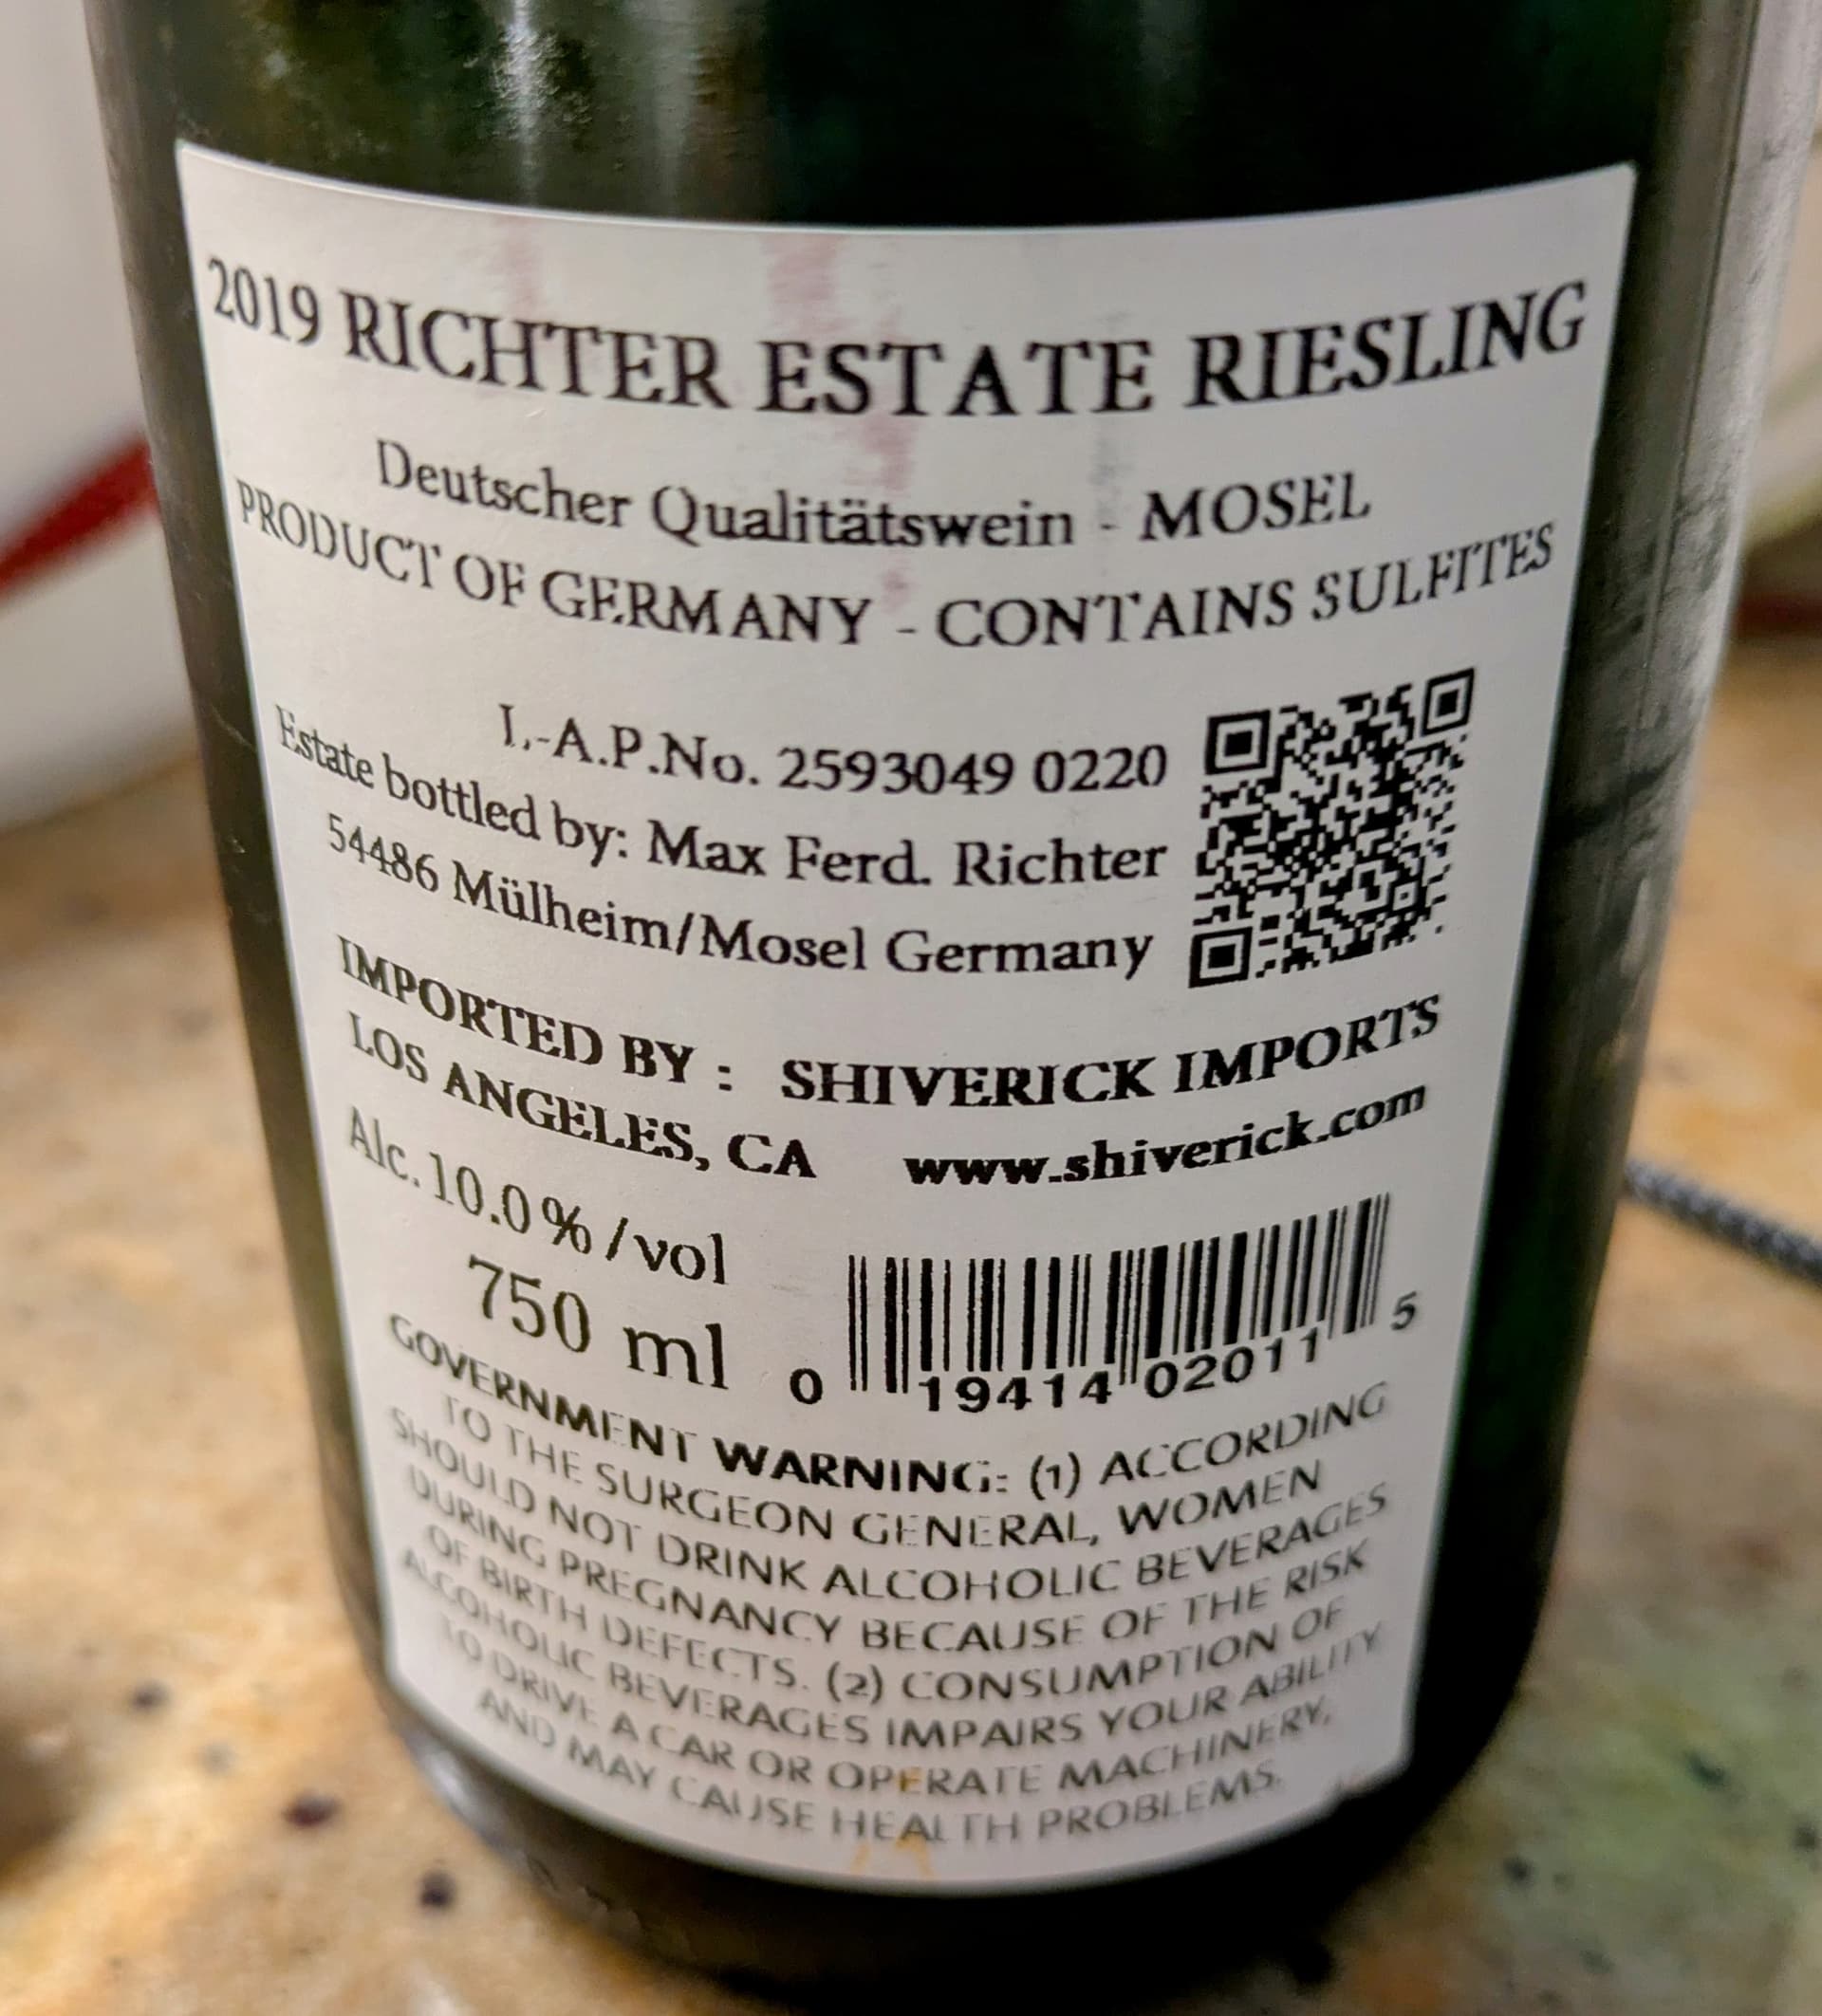 2019 RICHTER ESTATE RIESLING
Deutscher Qualitätswein - MOSEL
PRODUCT OF GERMANY - CONTAINS SULFITES
L-A.P.No. 2593049 0220
Estate bottled by: Max Ferd. Richter
54486 Mülheim/Mosel Germany
IMPORTED BY : SHIVERICK IMPORTS
LOS ANGELES, CA www.shiverick.com
Alc. 10.0 % /vol
750 ml
0 19414 02011 5
GOVERNMENT WARNING: (1) ACCORDING
TO THE SURGEON GENERAL, WOMEN
SHOULD NOT DRINK ALCOHOLIC BEVERAGES
DURING PREGNANCY BECAUSE OF THE RISK
OF BIRTH DEFECTS. (2) CONSUMPTION OF
ALCOHOLIC BEVERAGES IMPAIRS YOUR ABILITY
TO DRIVE A CAR OR OPERATE MACHINERY,
AND MAY CAUSE HEALTH PROBLEMS.